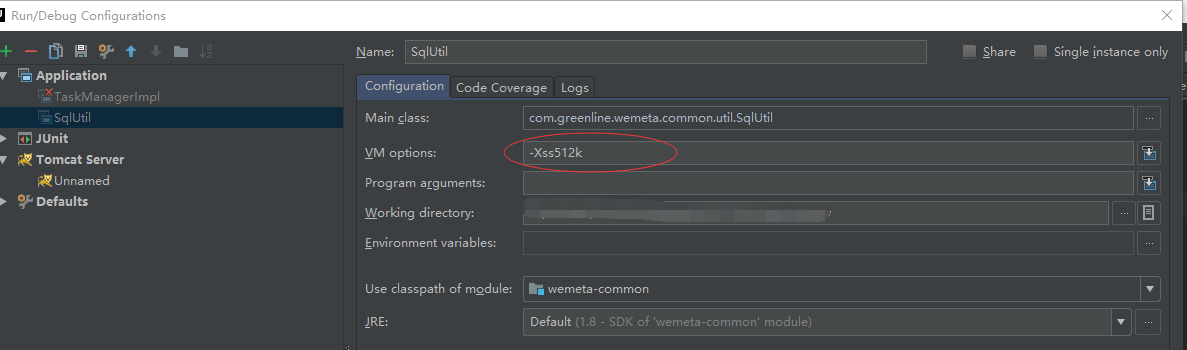 Run/Debug Configurations
Name: SqlUtil Share Single instance only
Application
TaskManagerImpl
SqlUtil
JUnit
Tomcat Server
Unnamed
Defaults
Configuration Code Coverage Logs
Main class: com.greenline.wemeta.common.util.SqlUtil ...
VM options: -Xss512k
Program arguments:
Working directory: ...
Environment variables: ...
Use classpath of module: wemeta-common
JRE: Default (1.8 - SDK of 'wemeta-common' module) ...